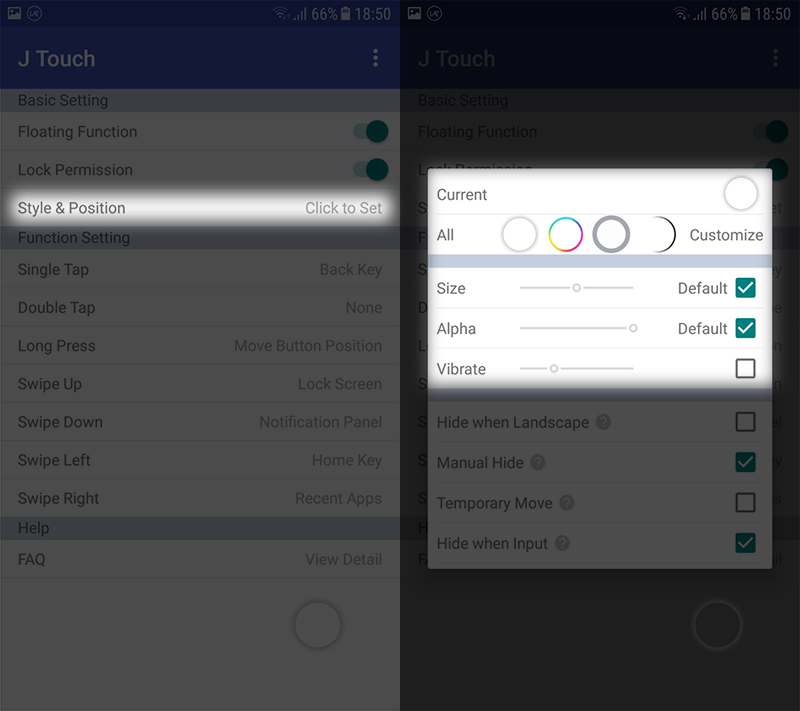 66% 18:50
J Touch
Basic Setting
Floating Function
Lock Permission
Style & Position Click to Set
Function Setting
Single Tap Back Key
Double Tap None
Long Press Move Button Position
Swipe Up Lock Screen
Swipe Down Notification Panel
Swipe Left Home Key
Swipe Right Recent Apps
Help
FAQ View Detail
66% 18:50
J Touch
Basic Setting
Floating Function
Lock Permission
Current
All Customize
Size Default
Alpha Default
Vibrate
Hide when Landscape ?
Manual Hide ?
Temporary Move ?
Hide when Input ?